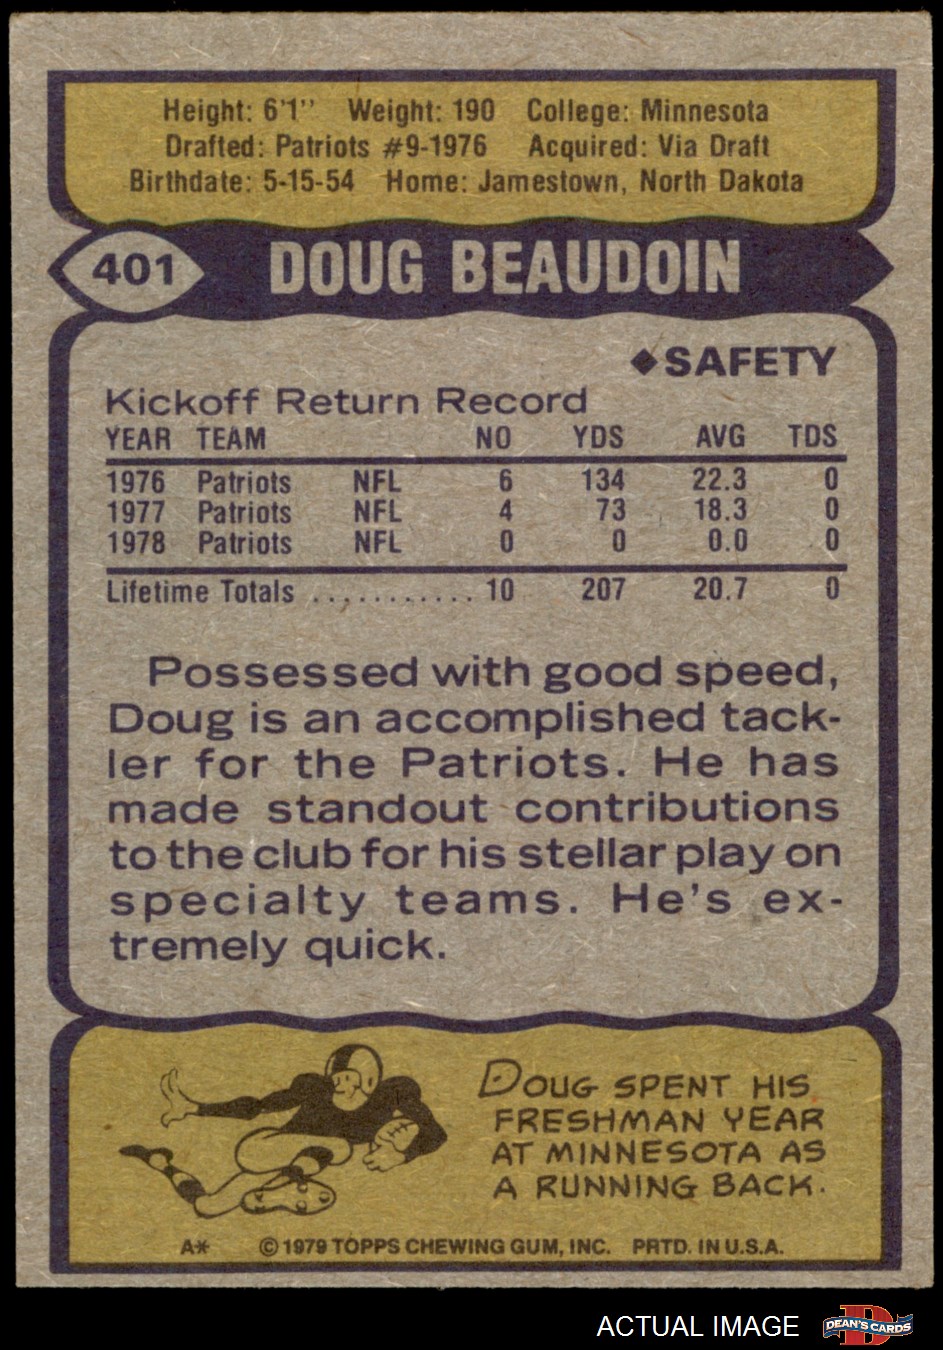 Height: 6'1'' Weight: 190 College: Minnesota
Drafted: Patriots #9-1976 Acquired: Via Draft
Birthdate: 5-15-54 Home: Jamestown, North Dakota
401 DOUG BEAUDOIN
◆SAFETY
Kickoff Return Record
YEAR TEAM NO YDS AVG TDS
1976 Patriots NFL 6 134 22.3 0
1977 Patriots NFL 4 73 18.3 0
1978 Patriots NFL 0 0 0.0 0
Lifetime Totals ........... 10 207 20.7 0
Possessed with good speed,
Doug is an accomplished tack-
ler for the Patriots. He has
made standout contributions
to the club for his stellar play on
specialty teams. He's ex-
tremely quick.
DOUG SPENT HIS
FRESHMAN YEAR
AT MINNESOTA AS
A RUNNING BACK.
A* © 1979 TOPPS CHEWING GUM, INC. PRTD. IN U.S.A.
ACTUAL IMAGE D DEAN'S CARDS